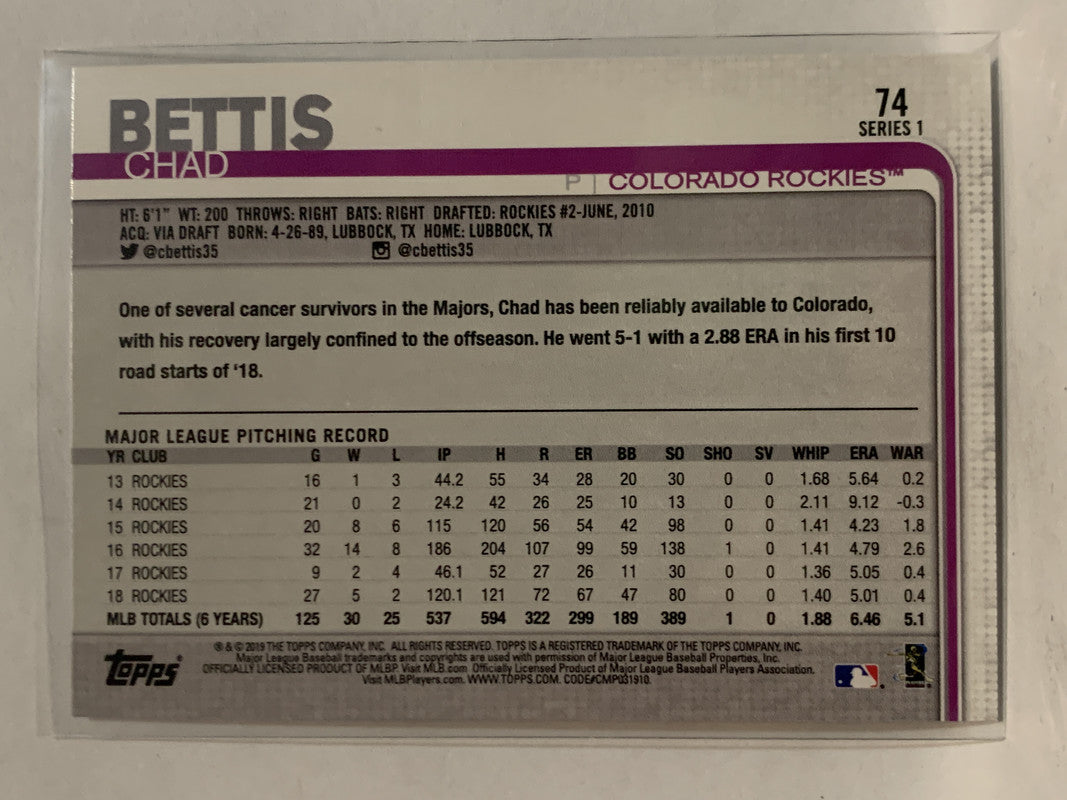 BETTIS
CHAD
74
SERIES 1
P | COLORADO ROCKIES™
HT: 6'1" WT: 200 THROWS: RIGHT BATS: RIGHT DRAFTED: ROCKIES #2-JUNE, 2010
ACQ: VIA DRAFT BORN: 4-26-89, LUBBOCK, TX HOME: LUBBOCK, TX
@cbettis35 @cbettis35
One of several cancer survivors in the Majors, Chad has been reliably available to Colorado,
with his recovery largely confined to the offseason. He went 5-1 with a 2.88 ERA in his first 10
road starts of '18.
MAJOR LEAGUE PITCHING RECORD
YR CLUB G W L IP H R ER BB SO SHO SV WHIP ERA WAR
13 ROCKIES 16 1 3 44.2 55 34 28 20 30 0 0 1.68 5.64 0.2
14 ROCKIES 21 0 2 24.2 42 26 25 10 13 0 0 2.11 9.12 -0.3
15 ROCKIES 20 8 6 115 120 56 54 42 98 0 0 1.41 4.23 1.8
16 ROCKIES 32 14 8 186 204 107 99 59 138 1 0 1.41 4.79 2.6
17 ROCKIES 9 2 4 46.1 52 27 26 11 30 0 0 1.36 5.05 0.4
18 ROCKIES 27 5 2 120.1 121 72 67 47 80 0 0 1.40 5.01 0.4
MLB TOTALS (6 YEARS) 125 30 25 537 594 322 299 189 389 1 0 1.88 6.46 5.1
Topps®
® & © 2019 THE TOPPS COMPANY, INC. ALL RIGHTS RESERVED. TOPPS IS A REGISTERED TRADEMARK OF THE TOPPS COMPANY, INC.
Major League Baseball trademarks and copyrights are used with permission of Major League Baseball Properties, Inc.
OFFICIALLY LICENSED PRODUCT OF MLBP. Visit MLB.com. Officially Licensed Product of Major League Baseball Players Association.
Visit MLBPlayers.com. WWW.TOPPS.COM. CODE#CMP031910.